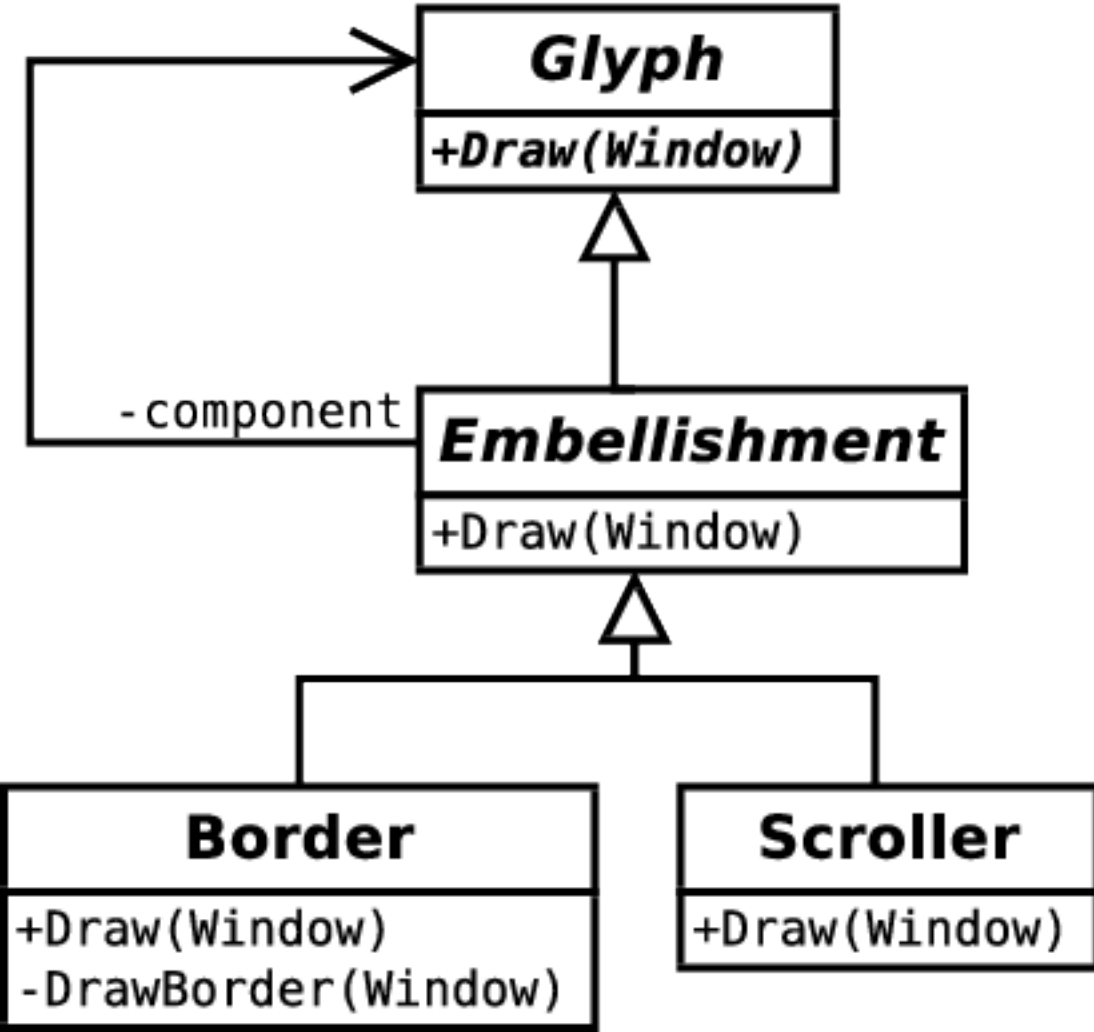 Glyph
+Draw(Window)
-component
Embellishment
+Draw(Window)
Border
+Draw(Window)
-DrawBorder(Window)
Scroller
+Draw(Window)